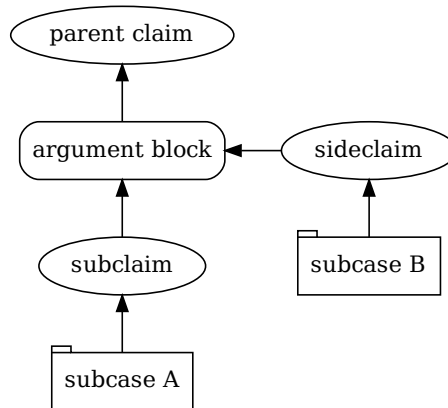 parent claim
argument block
sideclaim
subclaim
subcase B
subcase A